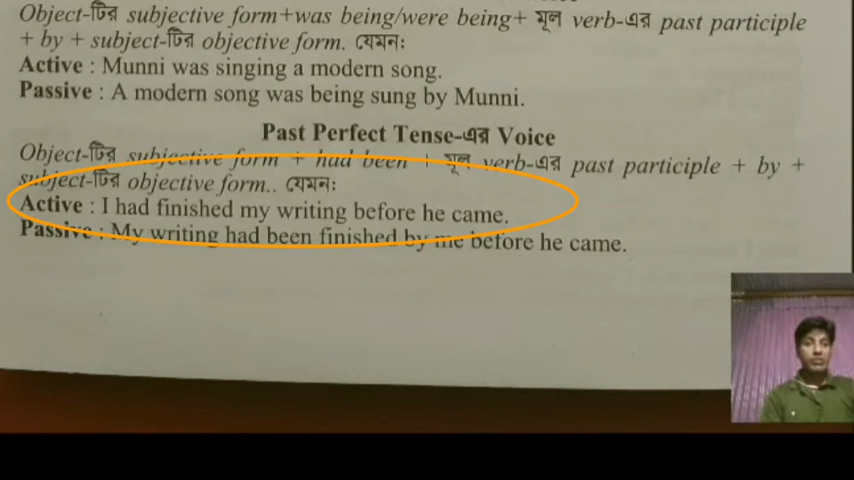 Object-টির subjective form+was being/were being+ মূল verb-এর past participle
+ by + subject-টির objective form. যেমন:
Active : Munni was singing a modern song.
Passive : A modern song was being sung by Munni.
Past Perfect Tense-এর Voice
Object-টির subjective form + had been + মূল verb-এর past participle + by +
subject-টির objective form.. যেমন:
Active : I had finished my writing before he came.
Passive : My writing had been finished by me before he came.